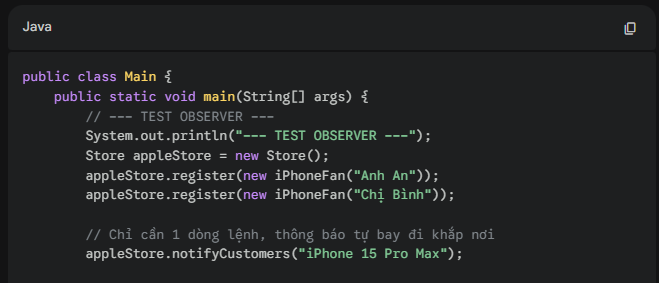 Java
public class Main {
    public static void main(String[] args) {
        // --- TEST OBSERVER ---
        System.out.println("--- TEST OBSERVER ---");
        Store appleStore = new Store();
        appleStore.register(new iPhoneFan("Anh An"));
        appleStore.register(new iPhoneFan("Chị Bình"));

        // Chỉ cần 1 dòng lệnh, thông báo tự bay đi khắp nơi
        appleStore.notifyCustomers("iPhone 15 Pro Max");